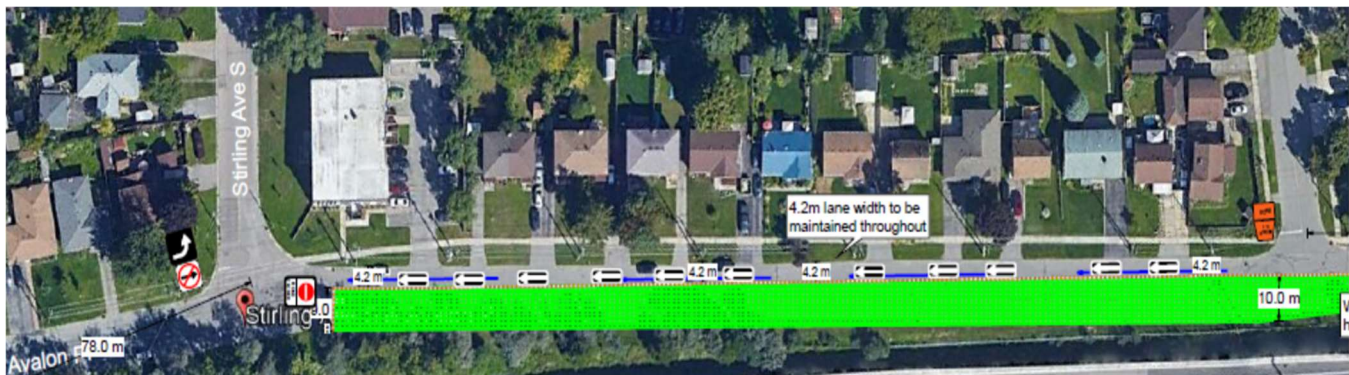 Stirling Ave S
4.2m lane width to be
maintained throughout
4.2 m
4.2 m
4.2 m
4.2 m
Stirling
10.0 m
78.0 m
Avalon